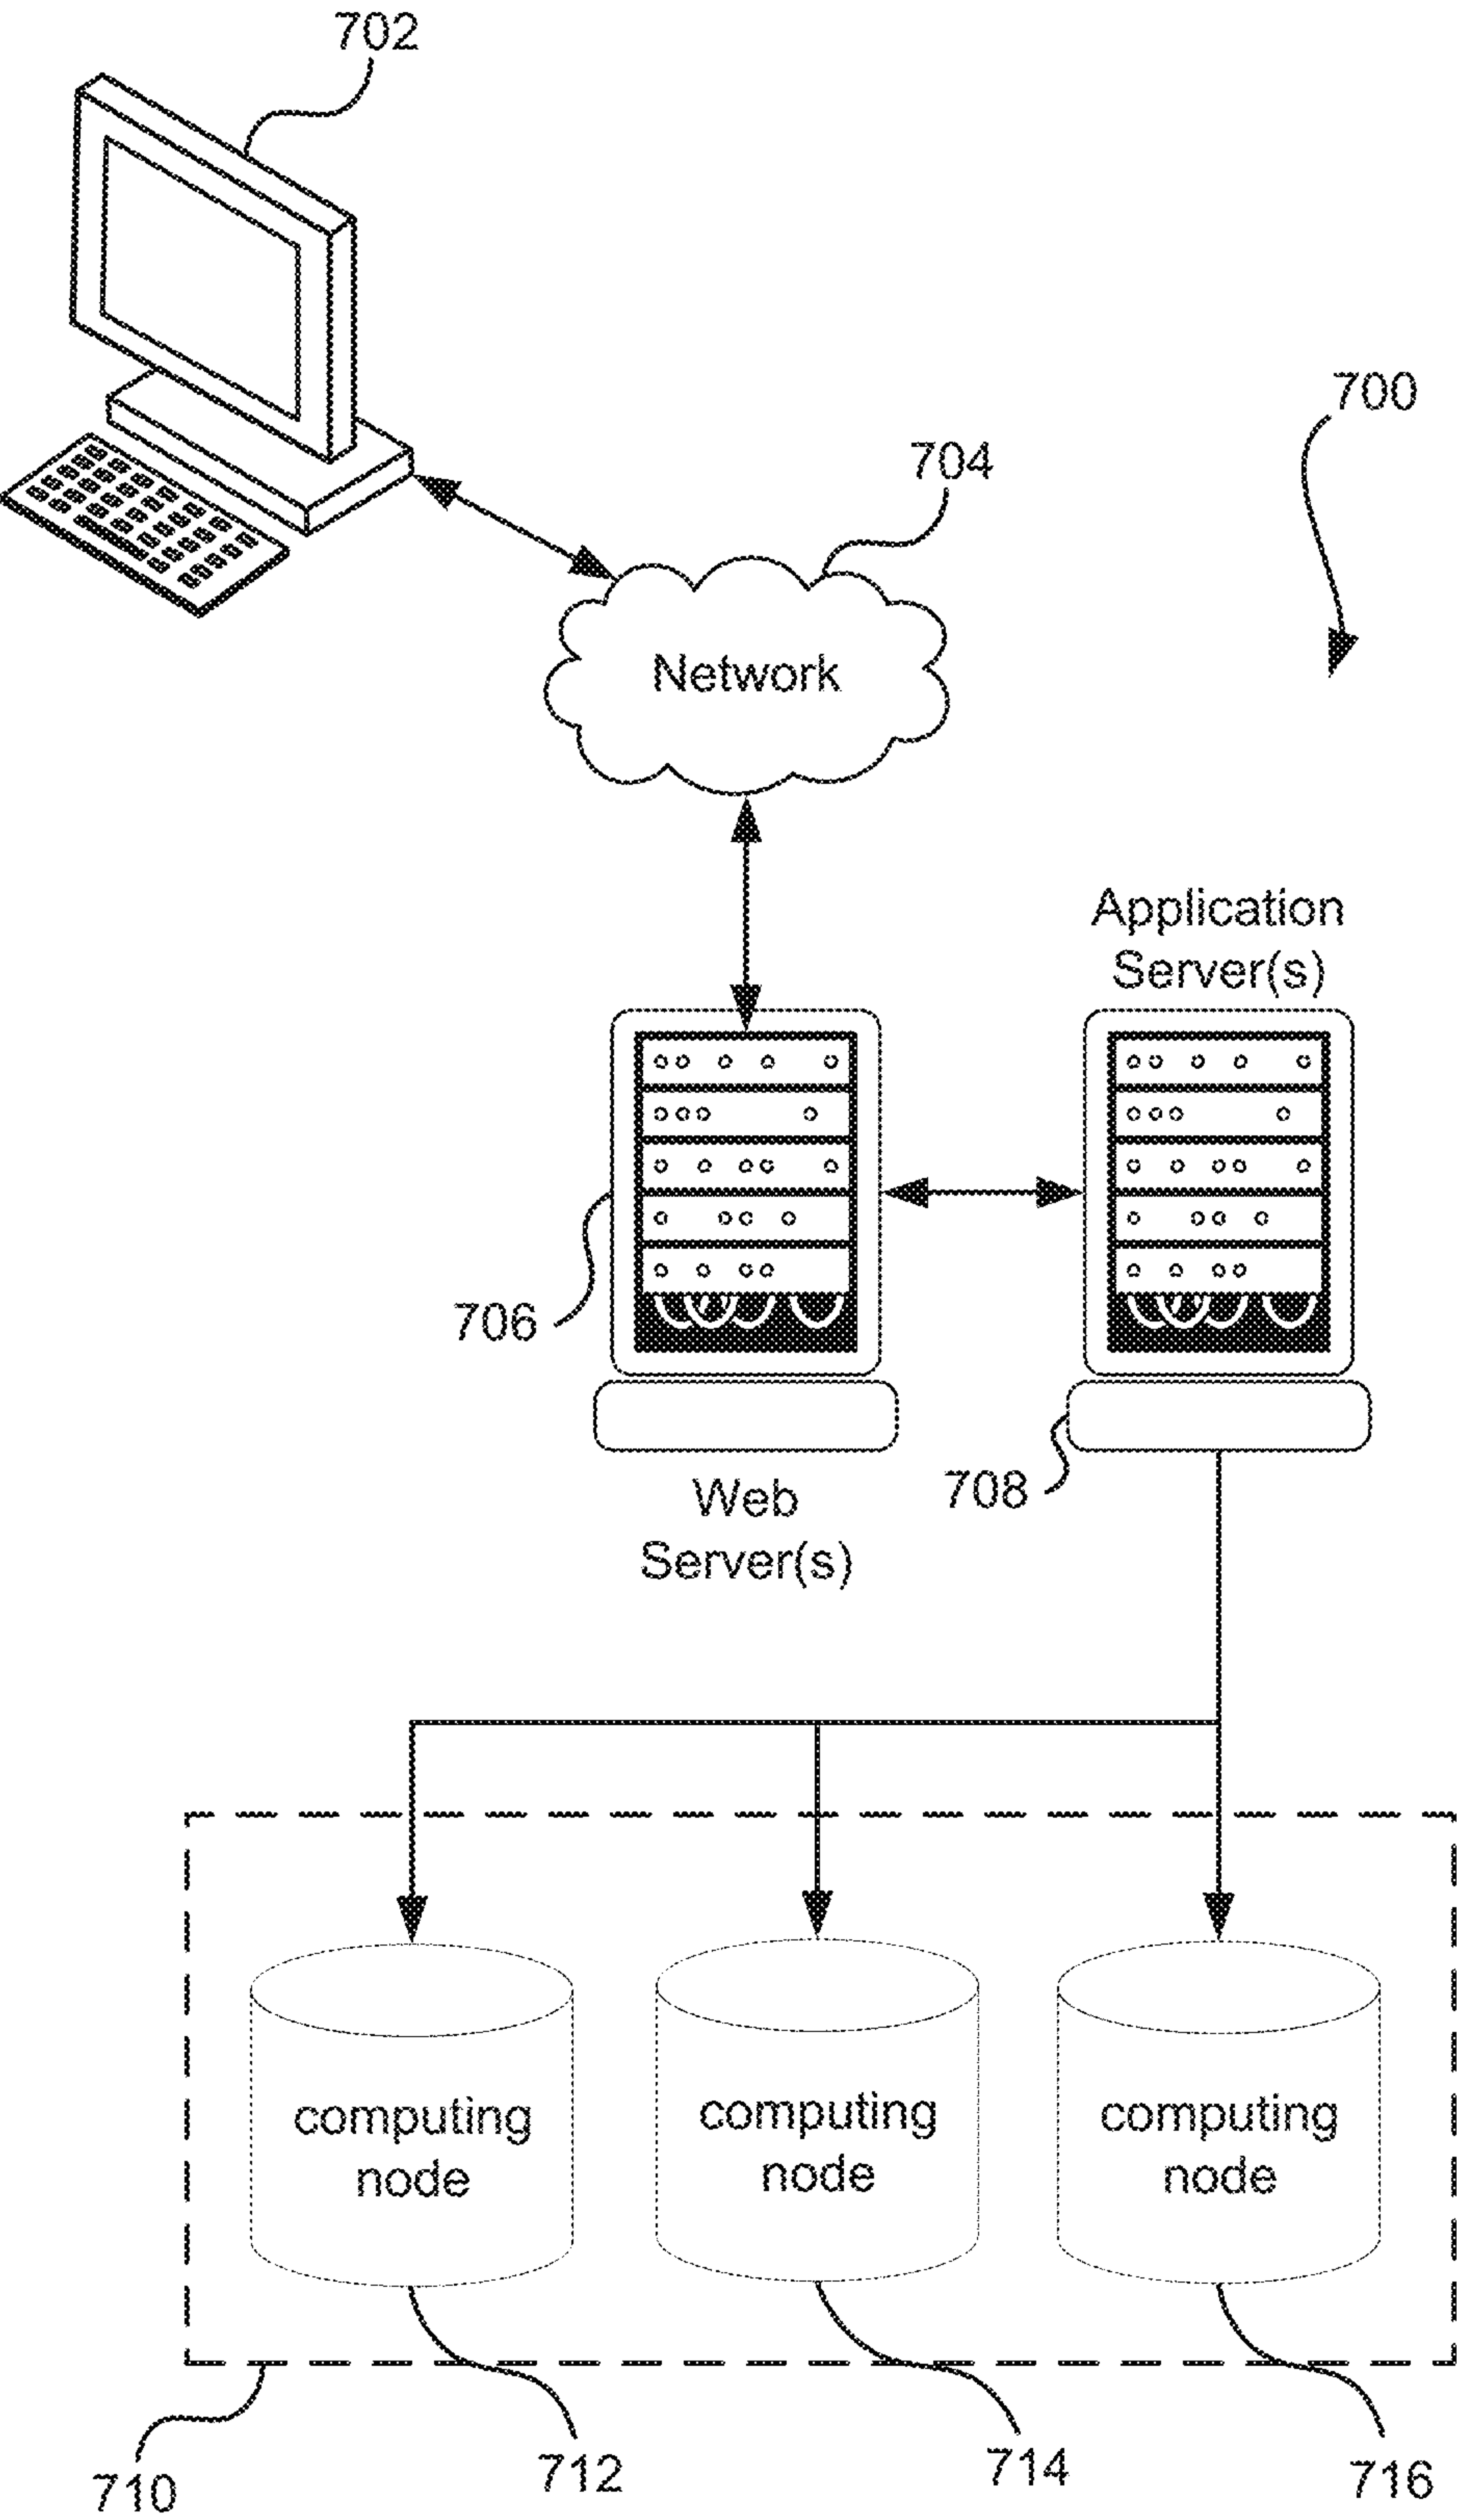 702
700
704
Network
Application
Server(s)
706
708
Web
Server(s)
computing
node
computing
node
computing
node
710
712
714
716